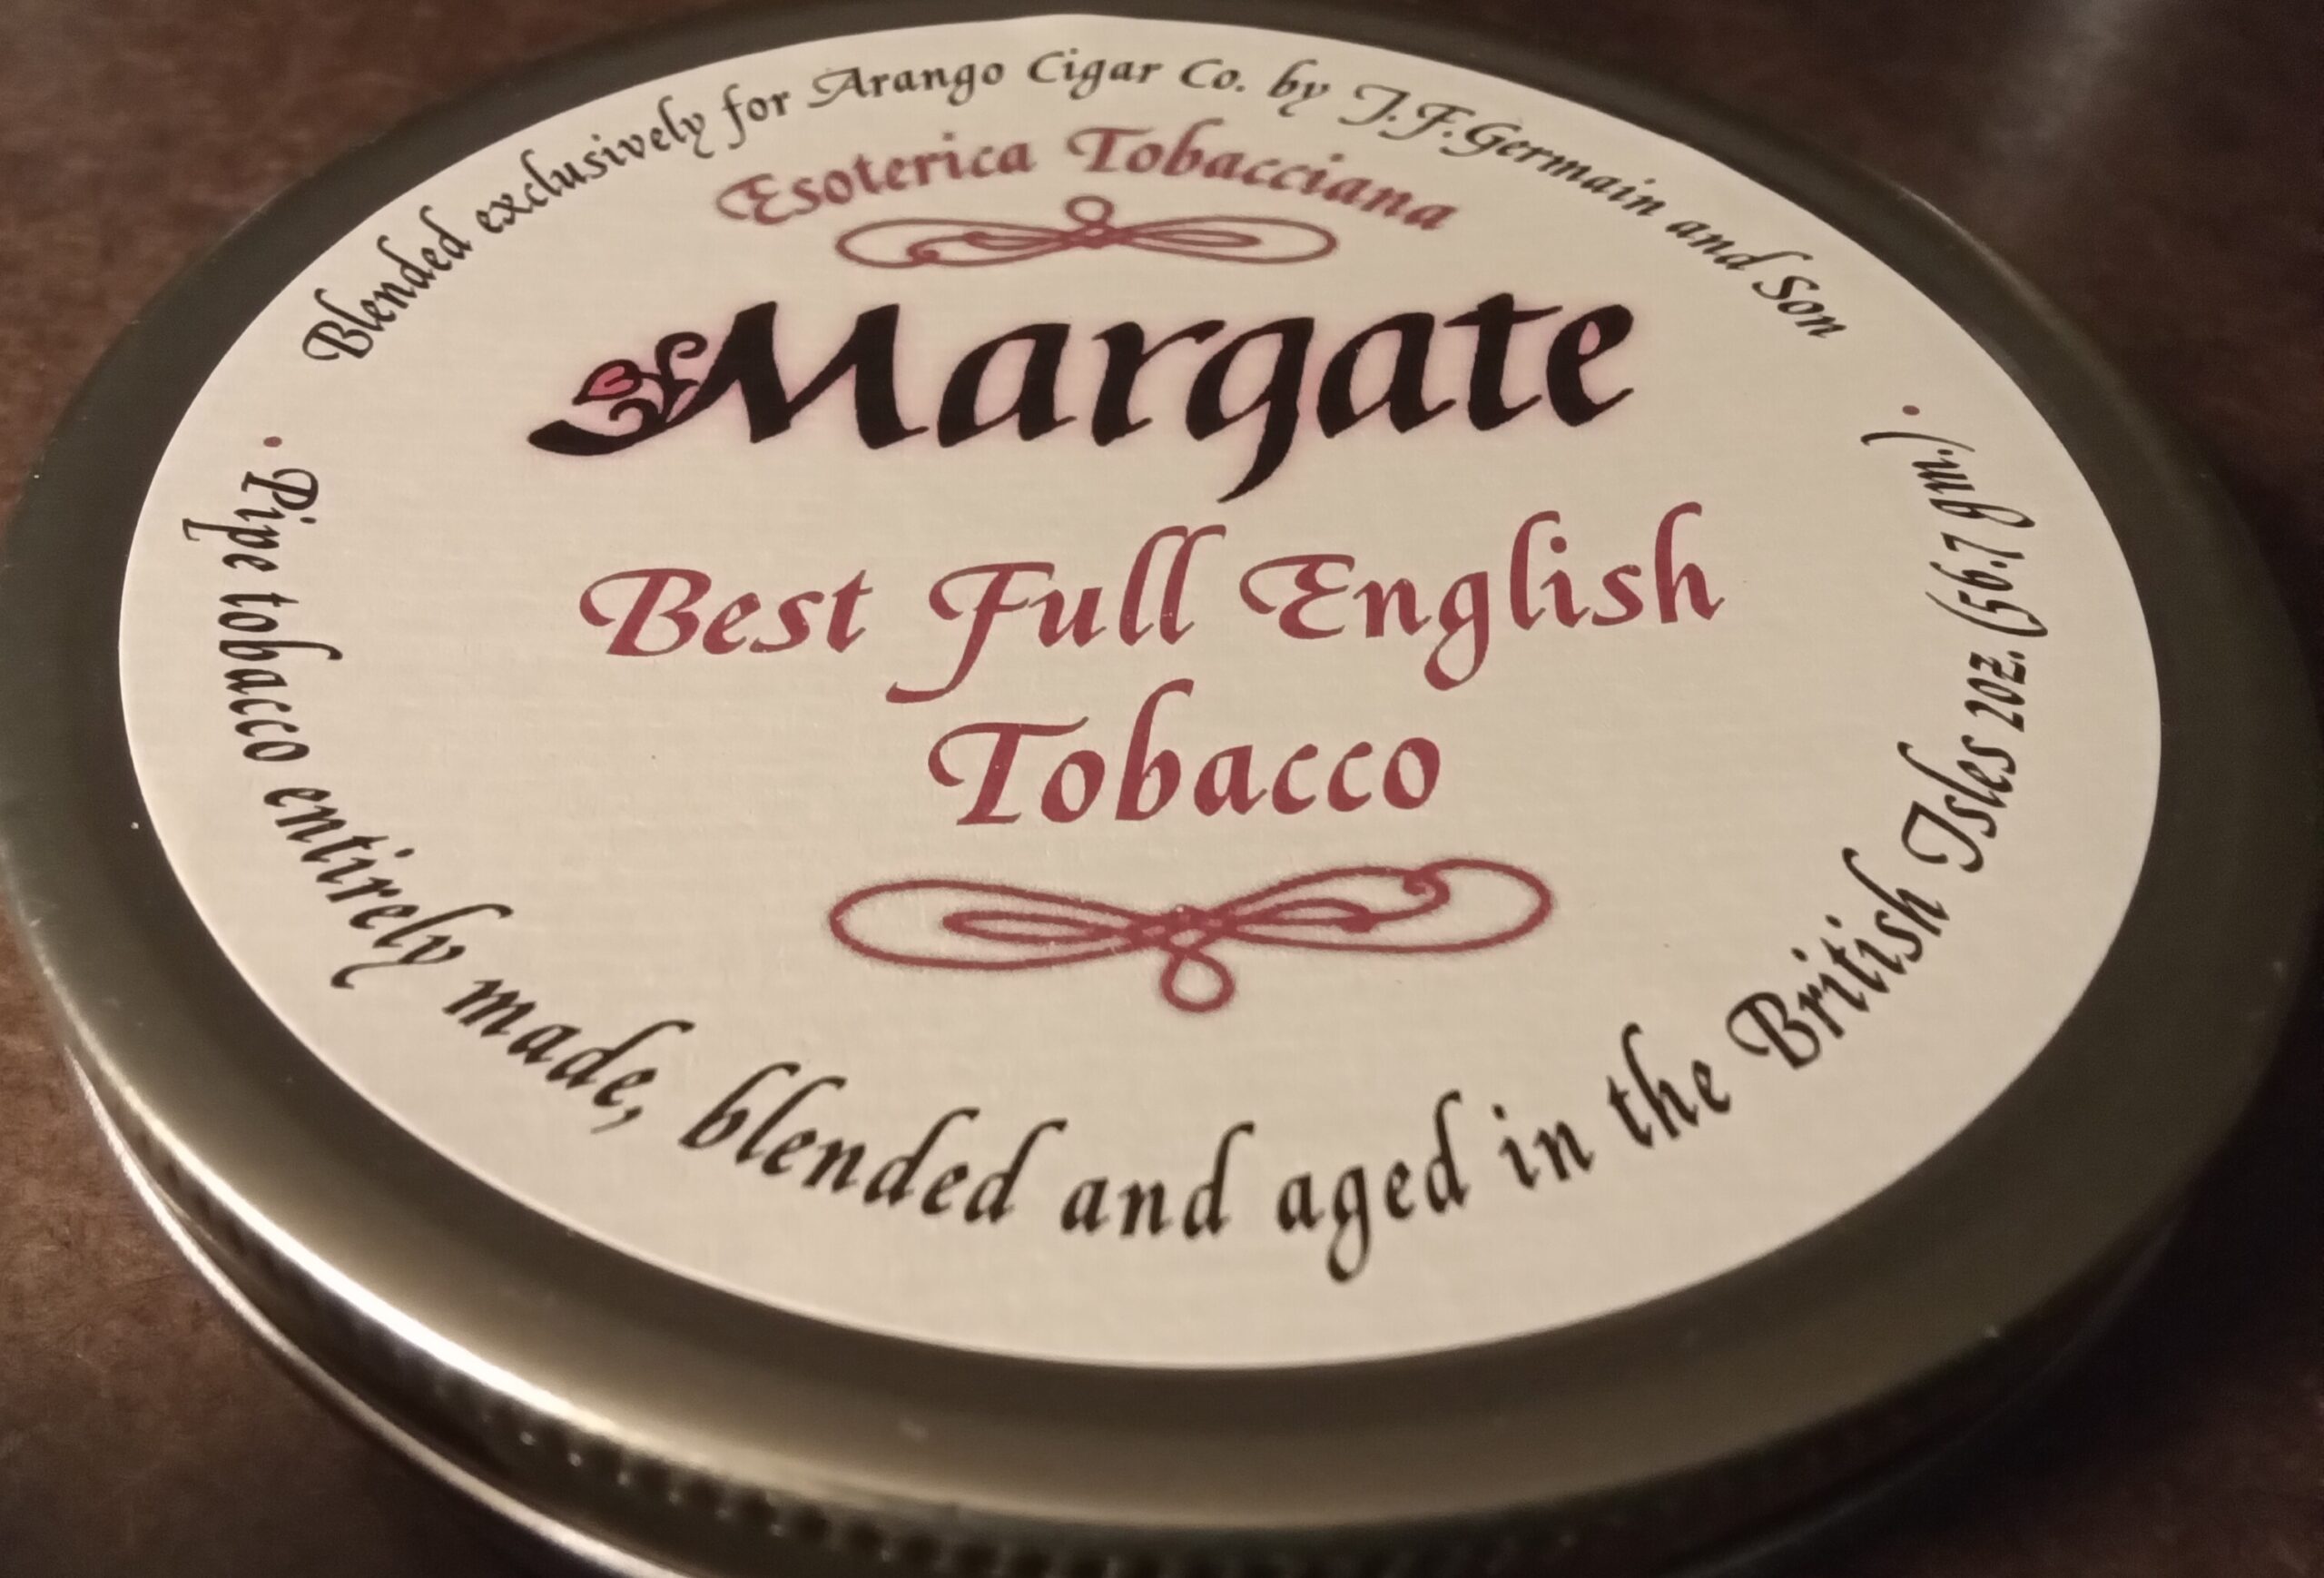 Blended exclusively for Arango Cigar Co. by J.F.Germain and Son
Esoterica Tobacciana
Margate
Best Full English
Tobacco
· Pipe tobacco entirely made, blended and aged in the British Isles 2oz.(56.7 gm.) ·